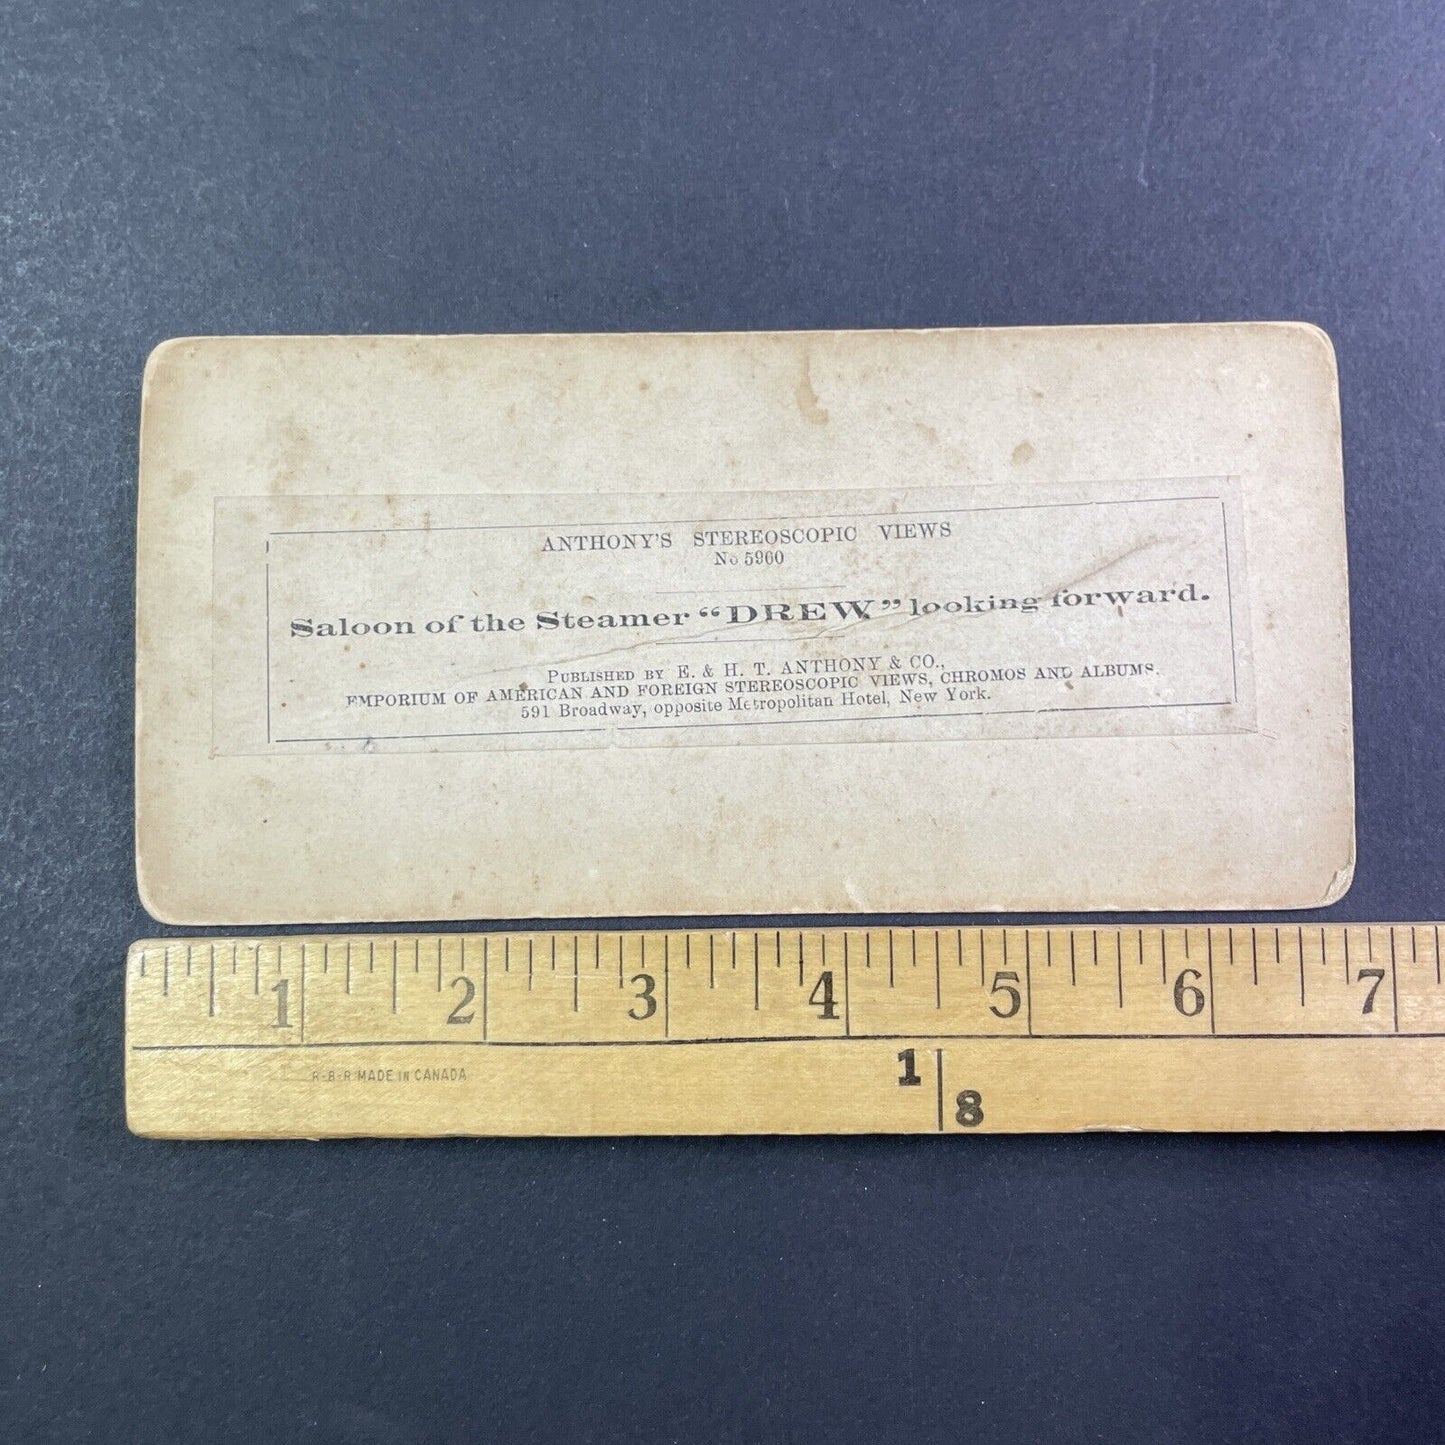 ANTHONY'S STEREOSCOPIC VIEWS
No 5960
Saloon of the Steamer “DREW” looking forward.
PUBLISHED BY E. & H. T. ANTHONY & CO.,
EMPORIUM OF AMERICAN AND FOREIGN STEREOSCOPIC VIEWS, CHROMOS AND ALBUMS.
591 Broadway, opposite Metropolitan Hotel, New York.
1 2 3 4 5 6 7
R-B-R MADE IN CANADA
1
8